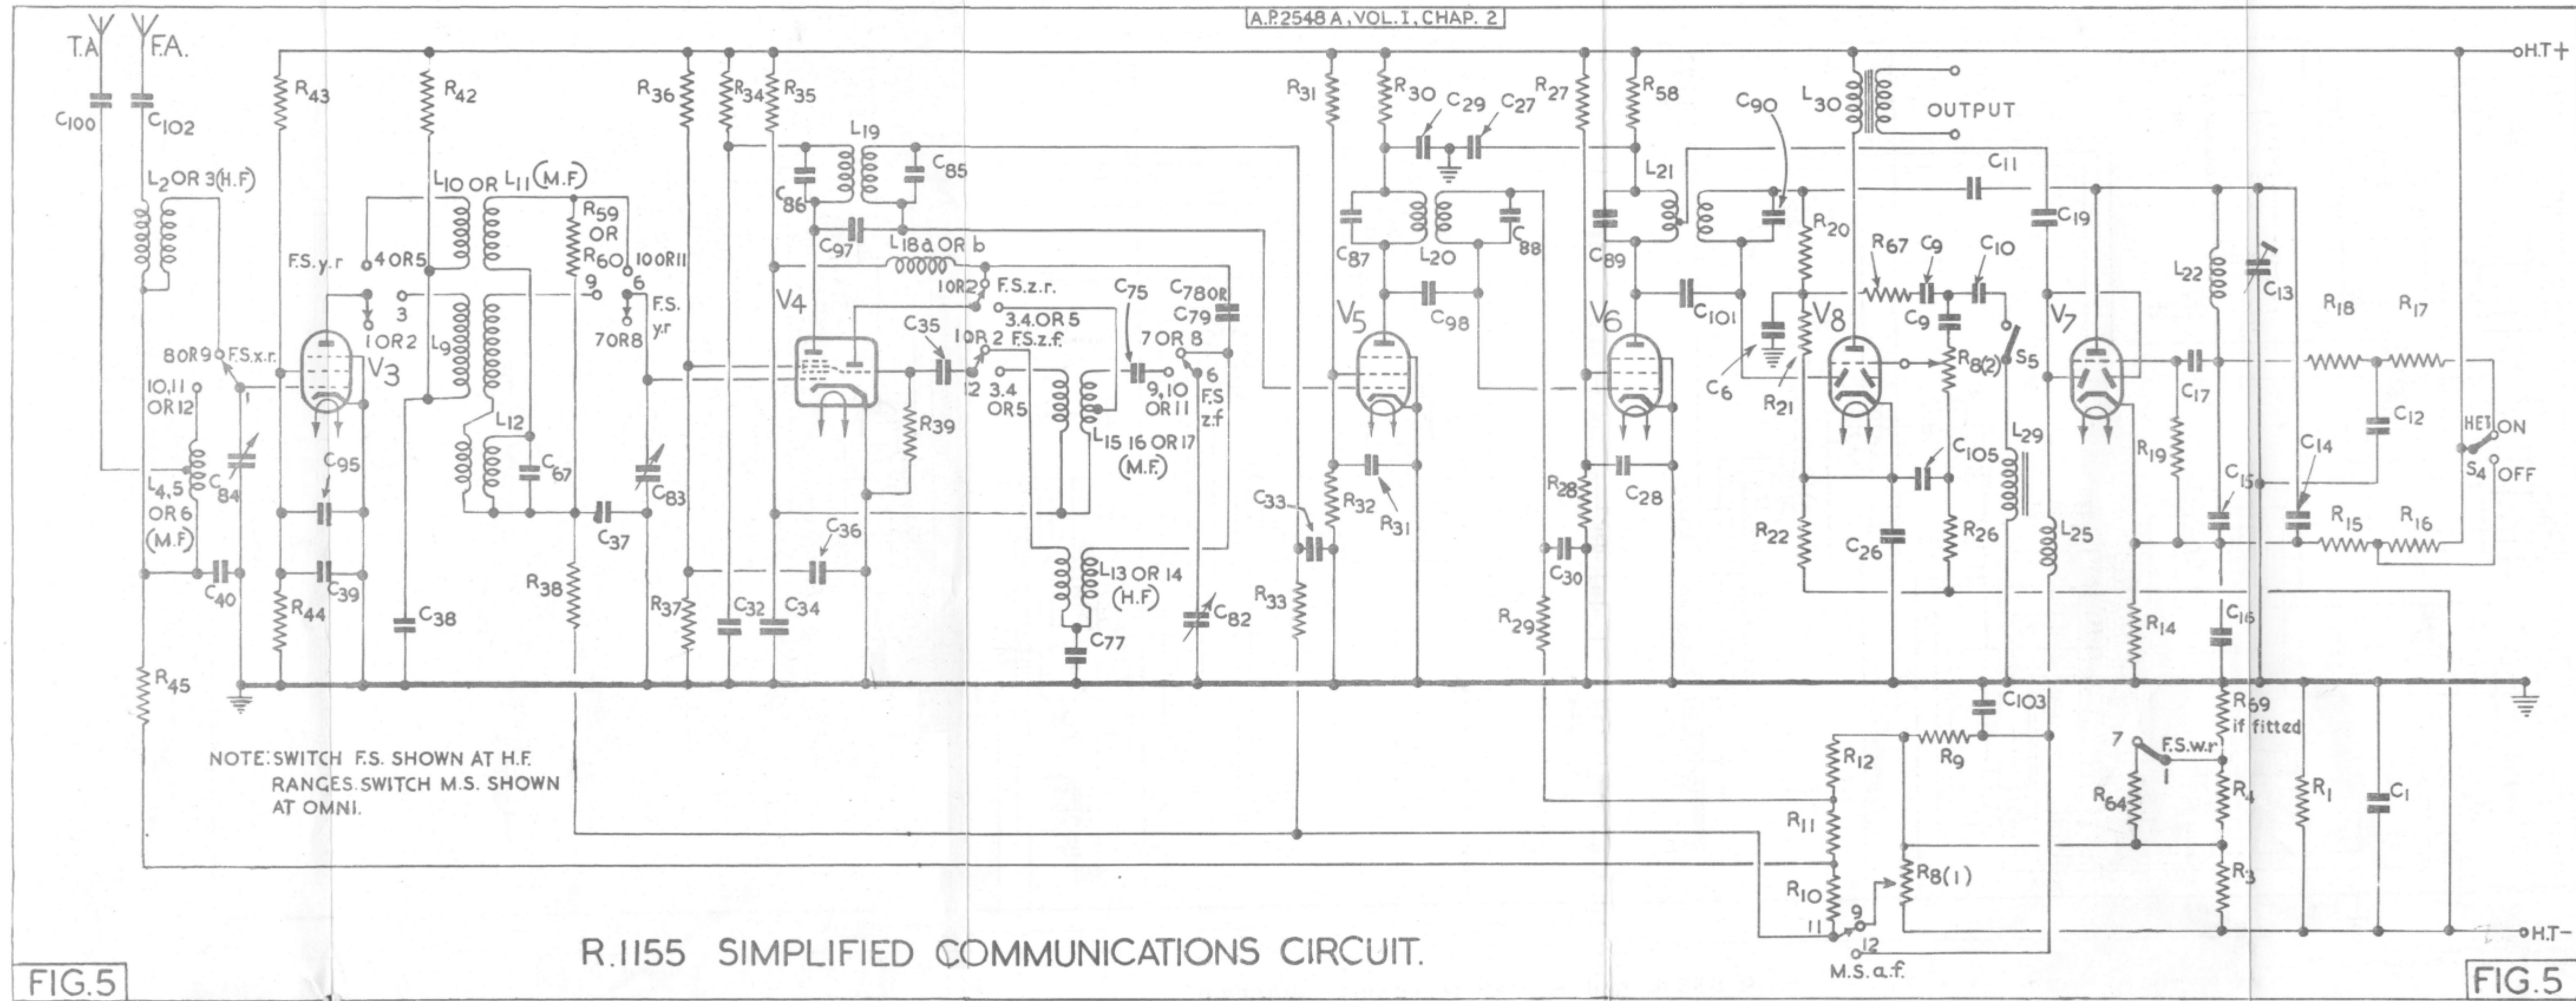 A.P.2548 A, VOL. I, CHAP. 2
T.A
F.A.
C100
C102
R43
R42
R36
R34
R35
L19
C85
C86
C97
R31
R30
C29
C27
R27
R58
C90
L30
OUTPUT
H.T+
L2 OR 3(H.F)
L10 OR L11 (M.F)
R59
OR
R60
10 OR 11
9
6
F.S.
y.r
7 OR 8
F.S.y.r
4 OR 5
3
1 OR 2
L9
L12
V3
8 OR 9
F.S.x.r.
10,11
OR 12
1
L4,5
OR 6
(M.F)
C84
C95
C40
R44
C39
C38
C67
C37
C83
R38
R45
L18a OR b
V4
1 OR 2
F.S.z.r.
3.4.OR 5
C75
C78 OR
C79
C35
1 OR 2
F.S.z.f.
12
3.4
OR 5
7 OR 8
6
9,10
OR 11
F.S
z.f
R39
L15 16 OR 17
(M.F.)
C36
L13 OR 14
(H.F)
R37
C32
C34
C77
C82
C87
L20
C88
V5
C98
C33
R32
R31
R33
L21
C89
V6
C101
R28
C28
C30
R29
C11
C19
R20
R67
C9
C10
C9
V8
R8(2)
S5
V7
C6
R21
C105
L29
R22
C26
R26
L25
L22
C13
R18
R17
C17
C12
HET
ON
S4
OFF
R19
C15
C14
R15
R16
R14
C16
C103
R69
if fitted
R12
R9
7
F.S.w.r
1
R64
R4
R1
C1
R11
R10
R8(1)
R3
9
11
12
M.S.a.f.
H.T-
NOTE: SWITCH F.S. SHOWN AT H.F.
RANGES. SWITCH M.S. SHOWN
AT OMNI.
R.1155 SIMPLIFIED COMMUNICATIONS CIRCUIT.
FIG.5
FIG.5